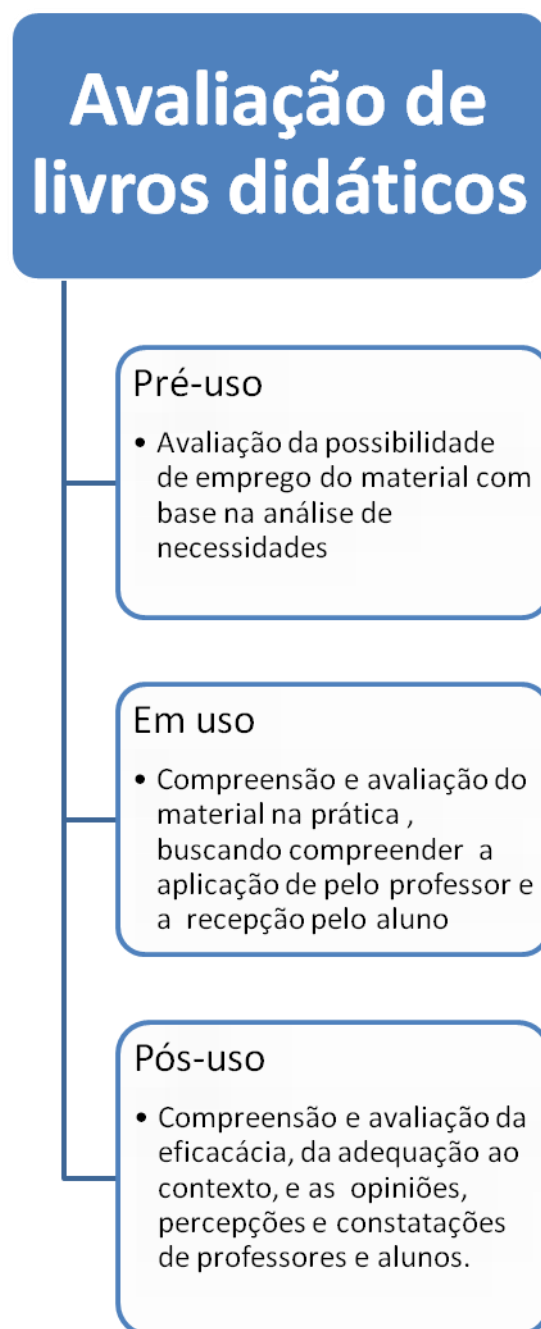 Avaliação de
livros didáticos
Pré-uso
• Avaliação da possibilidade
de emprego do material com
base na análise de
necessidades
Em uso
• Compreensão e avaliação do
material na prática ,
buscando compreender a
aplicação de pelo professor e
a recepção pelo aluno
Pós-uso
• Compreensão e avaliação da
eficacácia, da adequação ao
contexto, e as opiniões,
percepções e constatações
de professores e alunos.